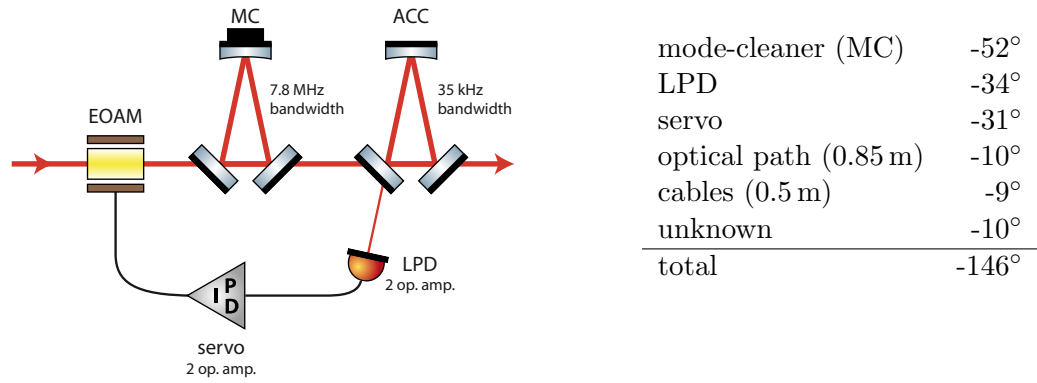 MC
ACC
7.8 MHz
bandwidth
35 kHz
bandwidth
EOAM
LPD
2 op. amp.
P
I
D
servo
2 op. amp.
mode-cleaner (MC) -52°
LPD -34°
servo -31°
optical path (0.85 m) -10°
cables (0.5 m) -9°
unknown -10°
total -146°